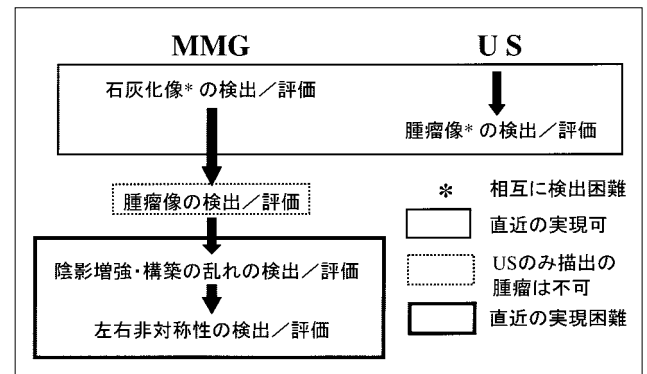 MMG
US
石灰化像* の検出／評価
腫瘤像* の検出／評価
腫瘤像の検出／評価
陰影増強・構築の乱れの検出／評価
左右非対称性の検出／評価
* 相互に検出困難
直近の実現可
USのみ描出の
腫瘤は不可
直近の実現困難